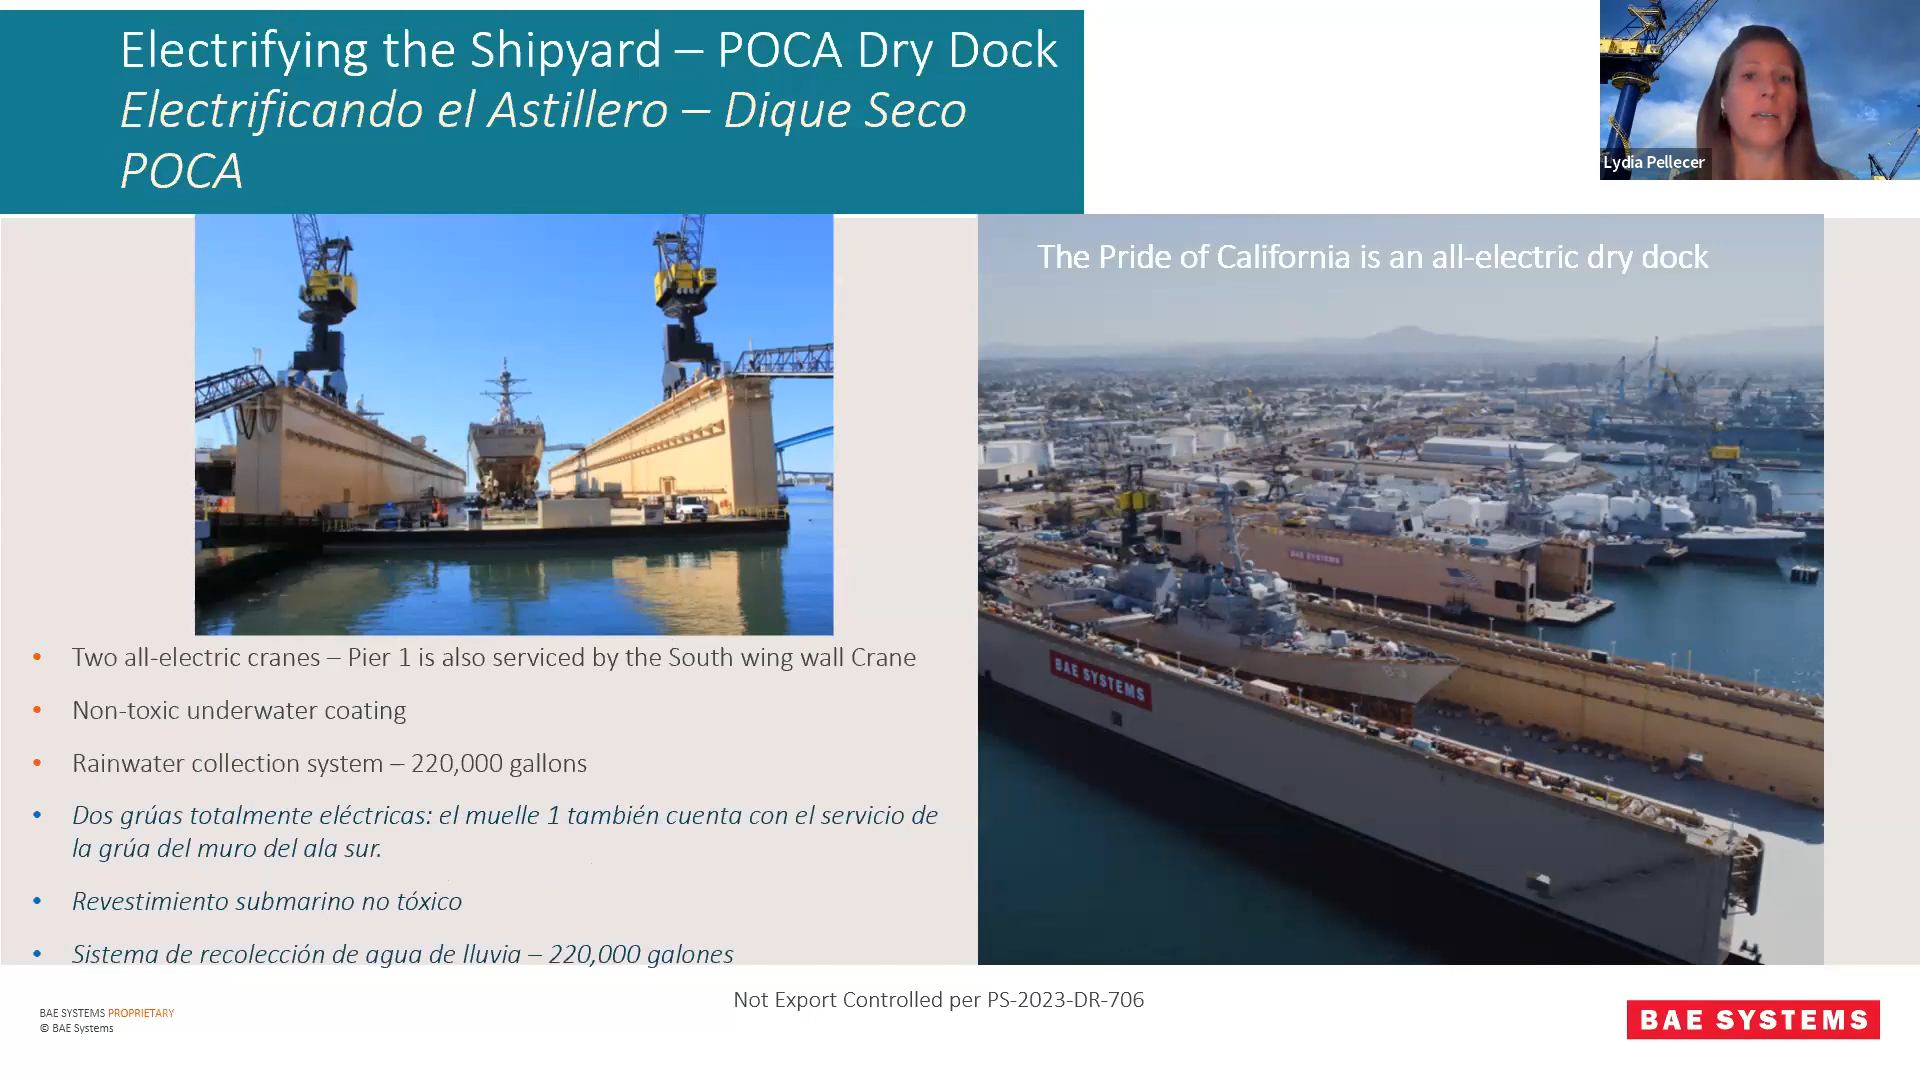 Electrifying the Shipyard – POCA Dry Dock
Electrificando el Astillero – Dique Seco
POCA
Lydia Pellecer
The Pride of California is an all-electric dry dock
BAE SYSTEMS
BAE SYSTEMS
83
• Two all-electric cranes – Pier 1 is also serviced by the South wing wall Crane
• Non-toxic underwater coating
• Rainwater collection system – 220,000 gallons
• Dos grúas totalmente eléctricas: el muelle 1 también cuenta con el servicio de
la grúa del muro del ala sur.
• Revestimiento submarino no tóxico
• Sistema de recolección de agua de lluvia – 220,000 galones
Not Export Controlled per PS-2023-DR-706
BAE SYSTEMS PROPRIETARY
© BAE Systems
BAE SYSTEMS